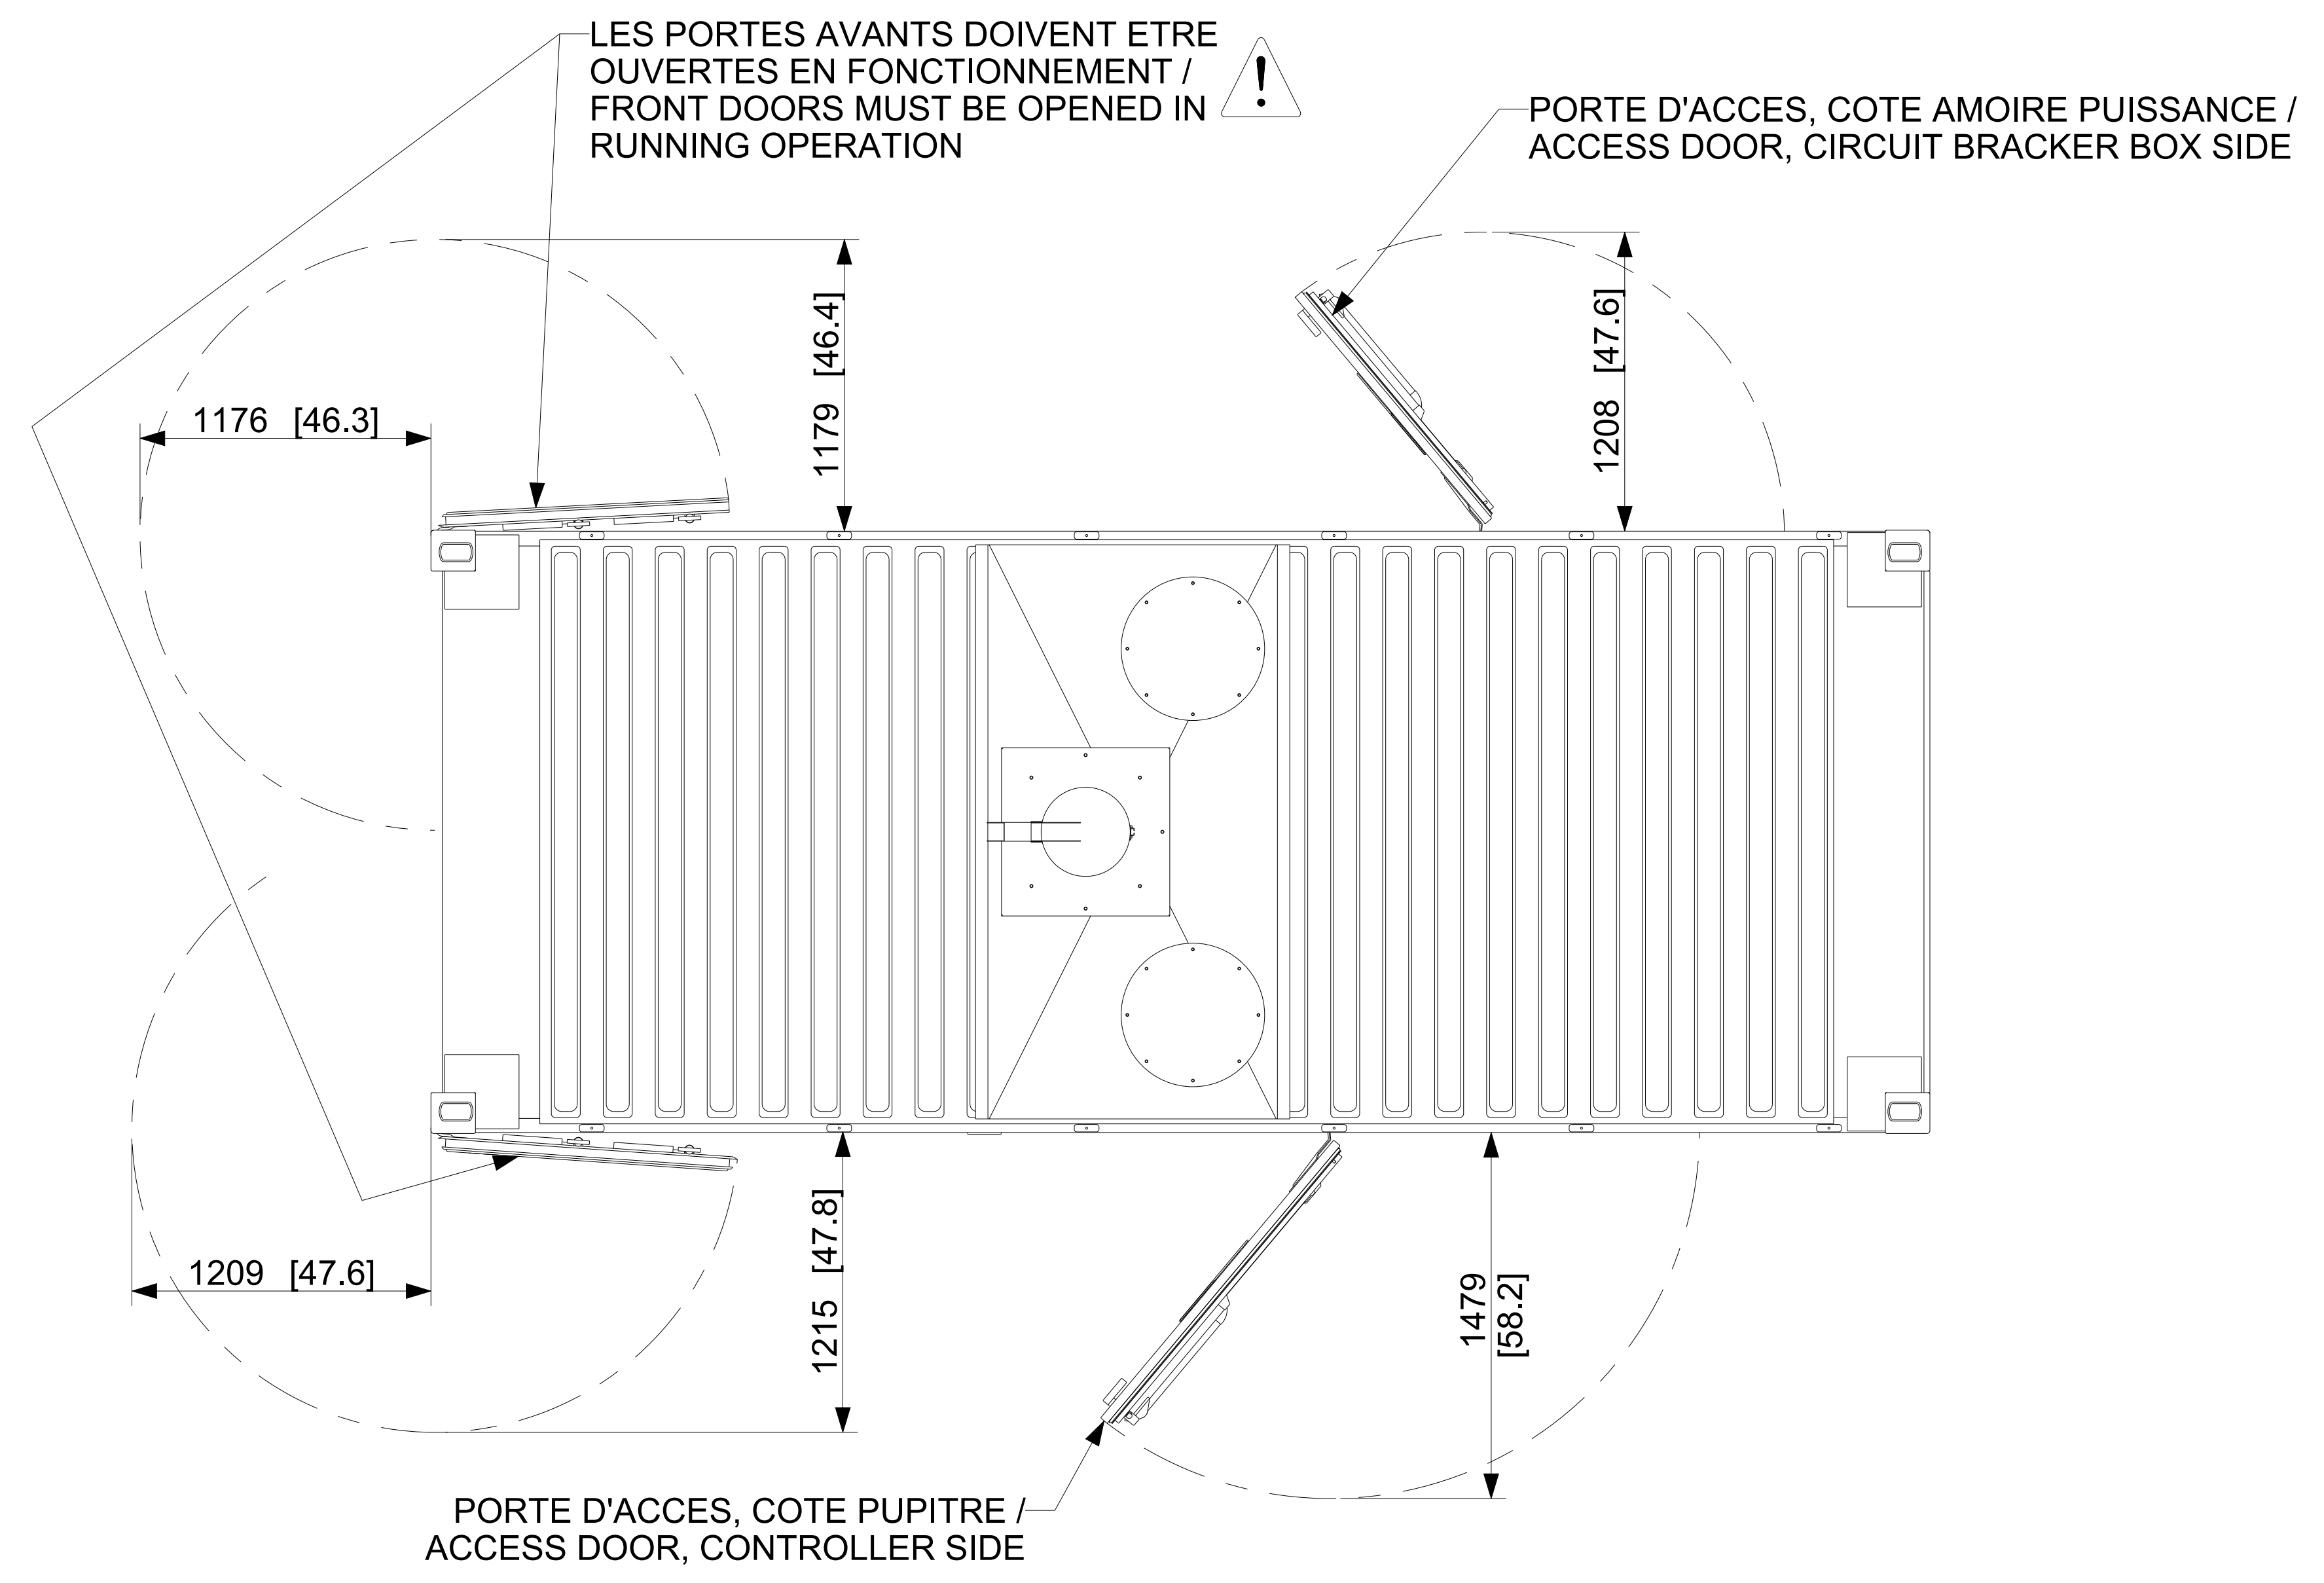 LES PORTES AVANTS DOIVENT ETRE
OUVERTES EN FONCTIONNEMENT /
FRONT DOORS MUST BE OPENED IN
RUNNING OPERATION
!
PORTE D'ACCES, COTE AMOIRE PUISSANCE /
ACCESS DOOR, CIRCUIT BRACKER BOX SIDE
1176 [46.3]
1179 [46.4]
1208 [47.6]
1209 [47.6]
1215 [47.8]
1479
[58.2]
PORTE D'ACCES, COTE PUPITRE /
ACCESS DOOR, CONTROLLER SIDE